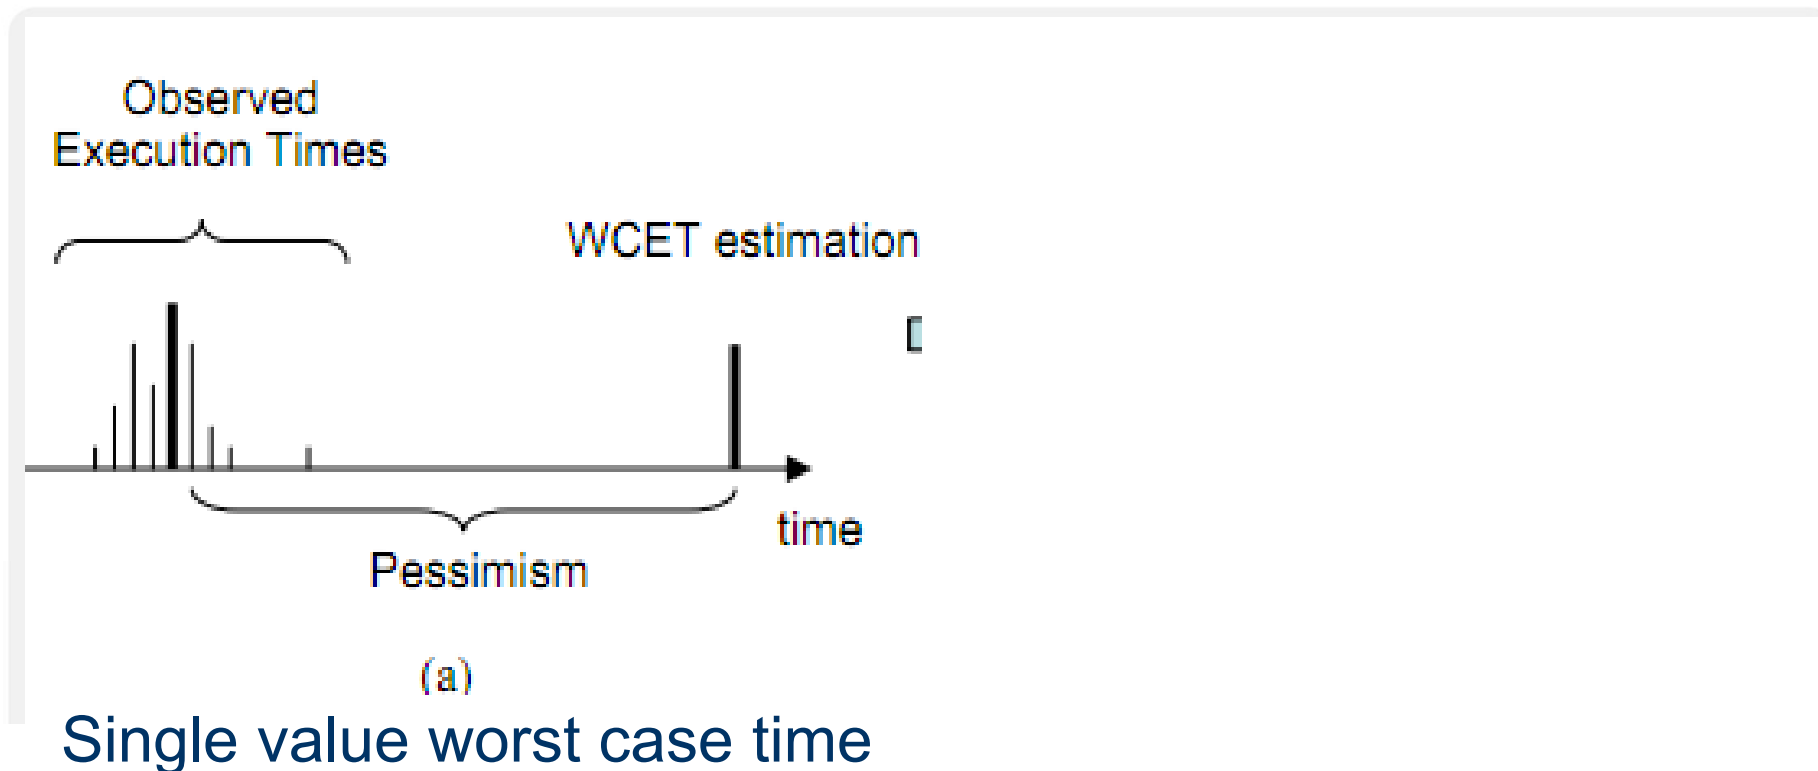 Observed
Execution Times
WCET estimation
time
Pessimism
(a)
Single value worst case time